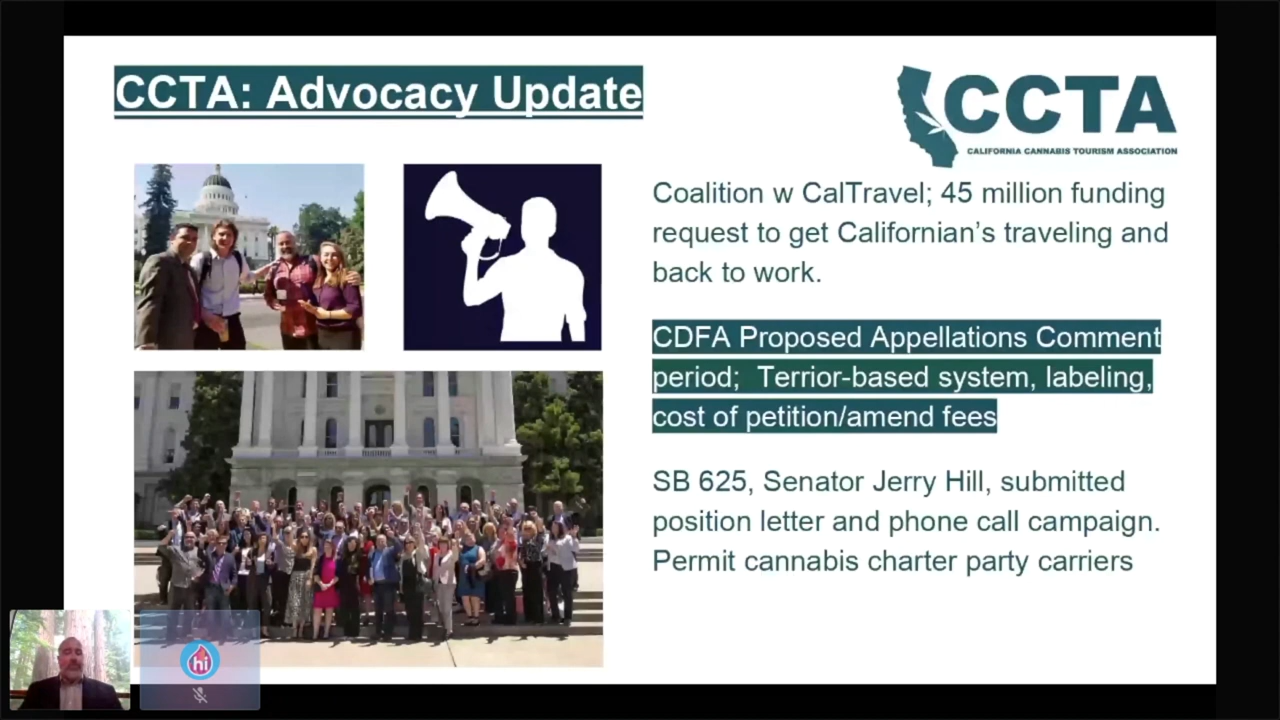 CCTA: Advocacy Update
CCTA
CALIFORNIA CANNABIS TOURISM ASSOCIATION
Coalition w CalTravel; 45 million funding
request to get Californian's traveling and
back to work.
CDFA Proposed Appellations Comment
period;  Terrior-based system, labeling,
cost of petition/amend fees
SB 625, Senator Jerry Hill, submitted
position letter and phone call campaign.
Permit cannabis charter party carriers
hi